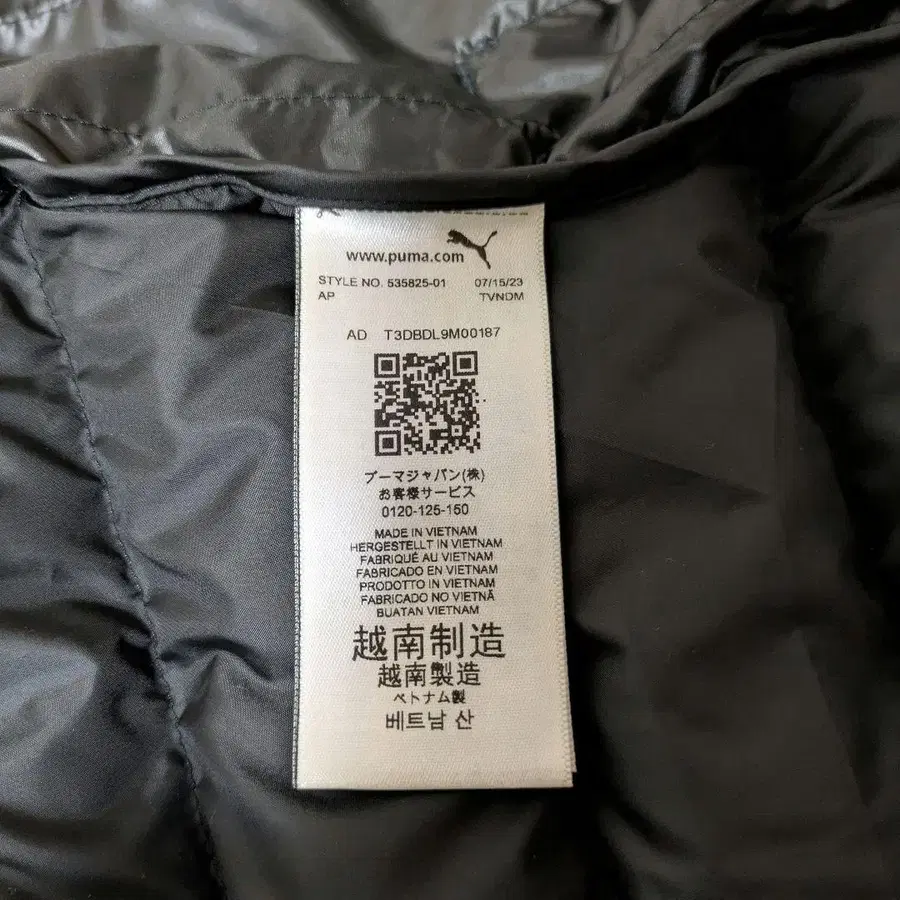 www.puma.com
STYLE NO. 535825-01 07/15/23
AP TVNDM
AD T3DBDL9M00187
プーマジャパン(株)
お客様サービス
0120-125-150
MADE IN VIETNAM
HERGESTELLT IN VIETNAM
FABRIQUÉ AU VIETNAM
FABRICADO EN VIETNAM
PRODOTTO IN VIETNAM
FABRICADO NO VIETNÃ
BUATAN VIETNAM
越南制造
越南製造
ベトナム製
베트남 산